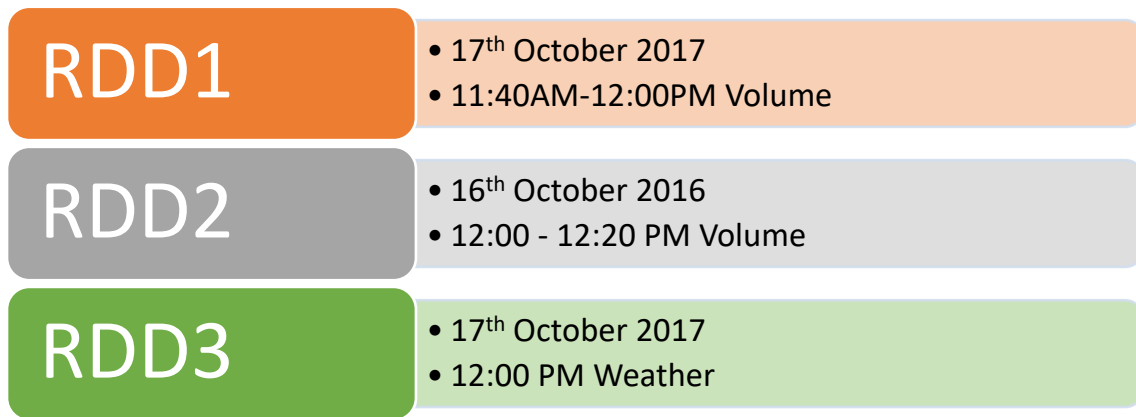 RDD1
• 17th October 2017
• 11:40AM-12:00PM Volume
RDD2
• 16th October 2016
• 12:00 - 12:20 PM Volume
RDD3
• 17th October 2017
• 12:00 PM Weather